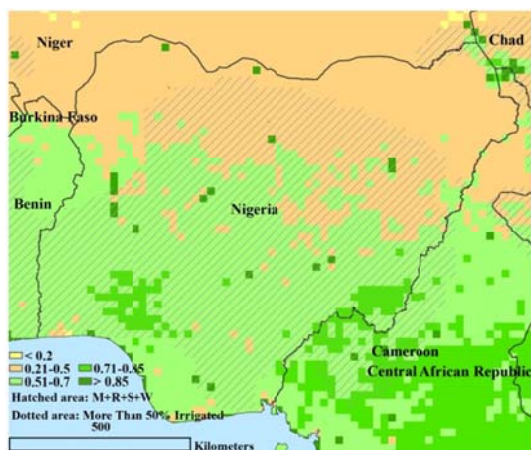 Niger
Chad
Burkina Faso
Benin
Nigeria
Cameroon
Central African Republic
< 0.2
0.21-0.5
0.71-0.85
0.51-0.7
> 0.85
Hatched area: M+R+S+W
Dotted area: More Than 50% Irrigated
500
Kilometers